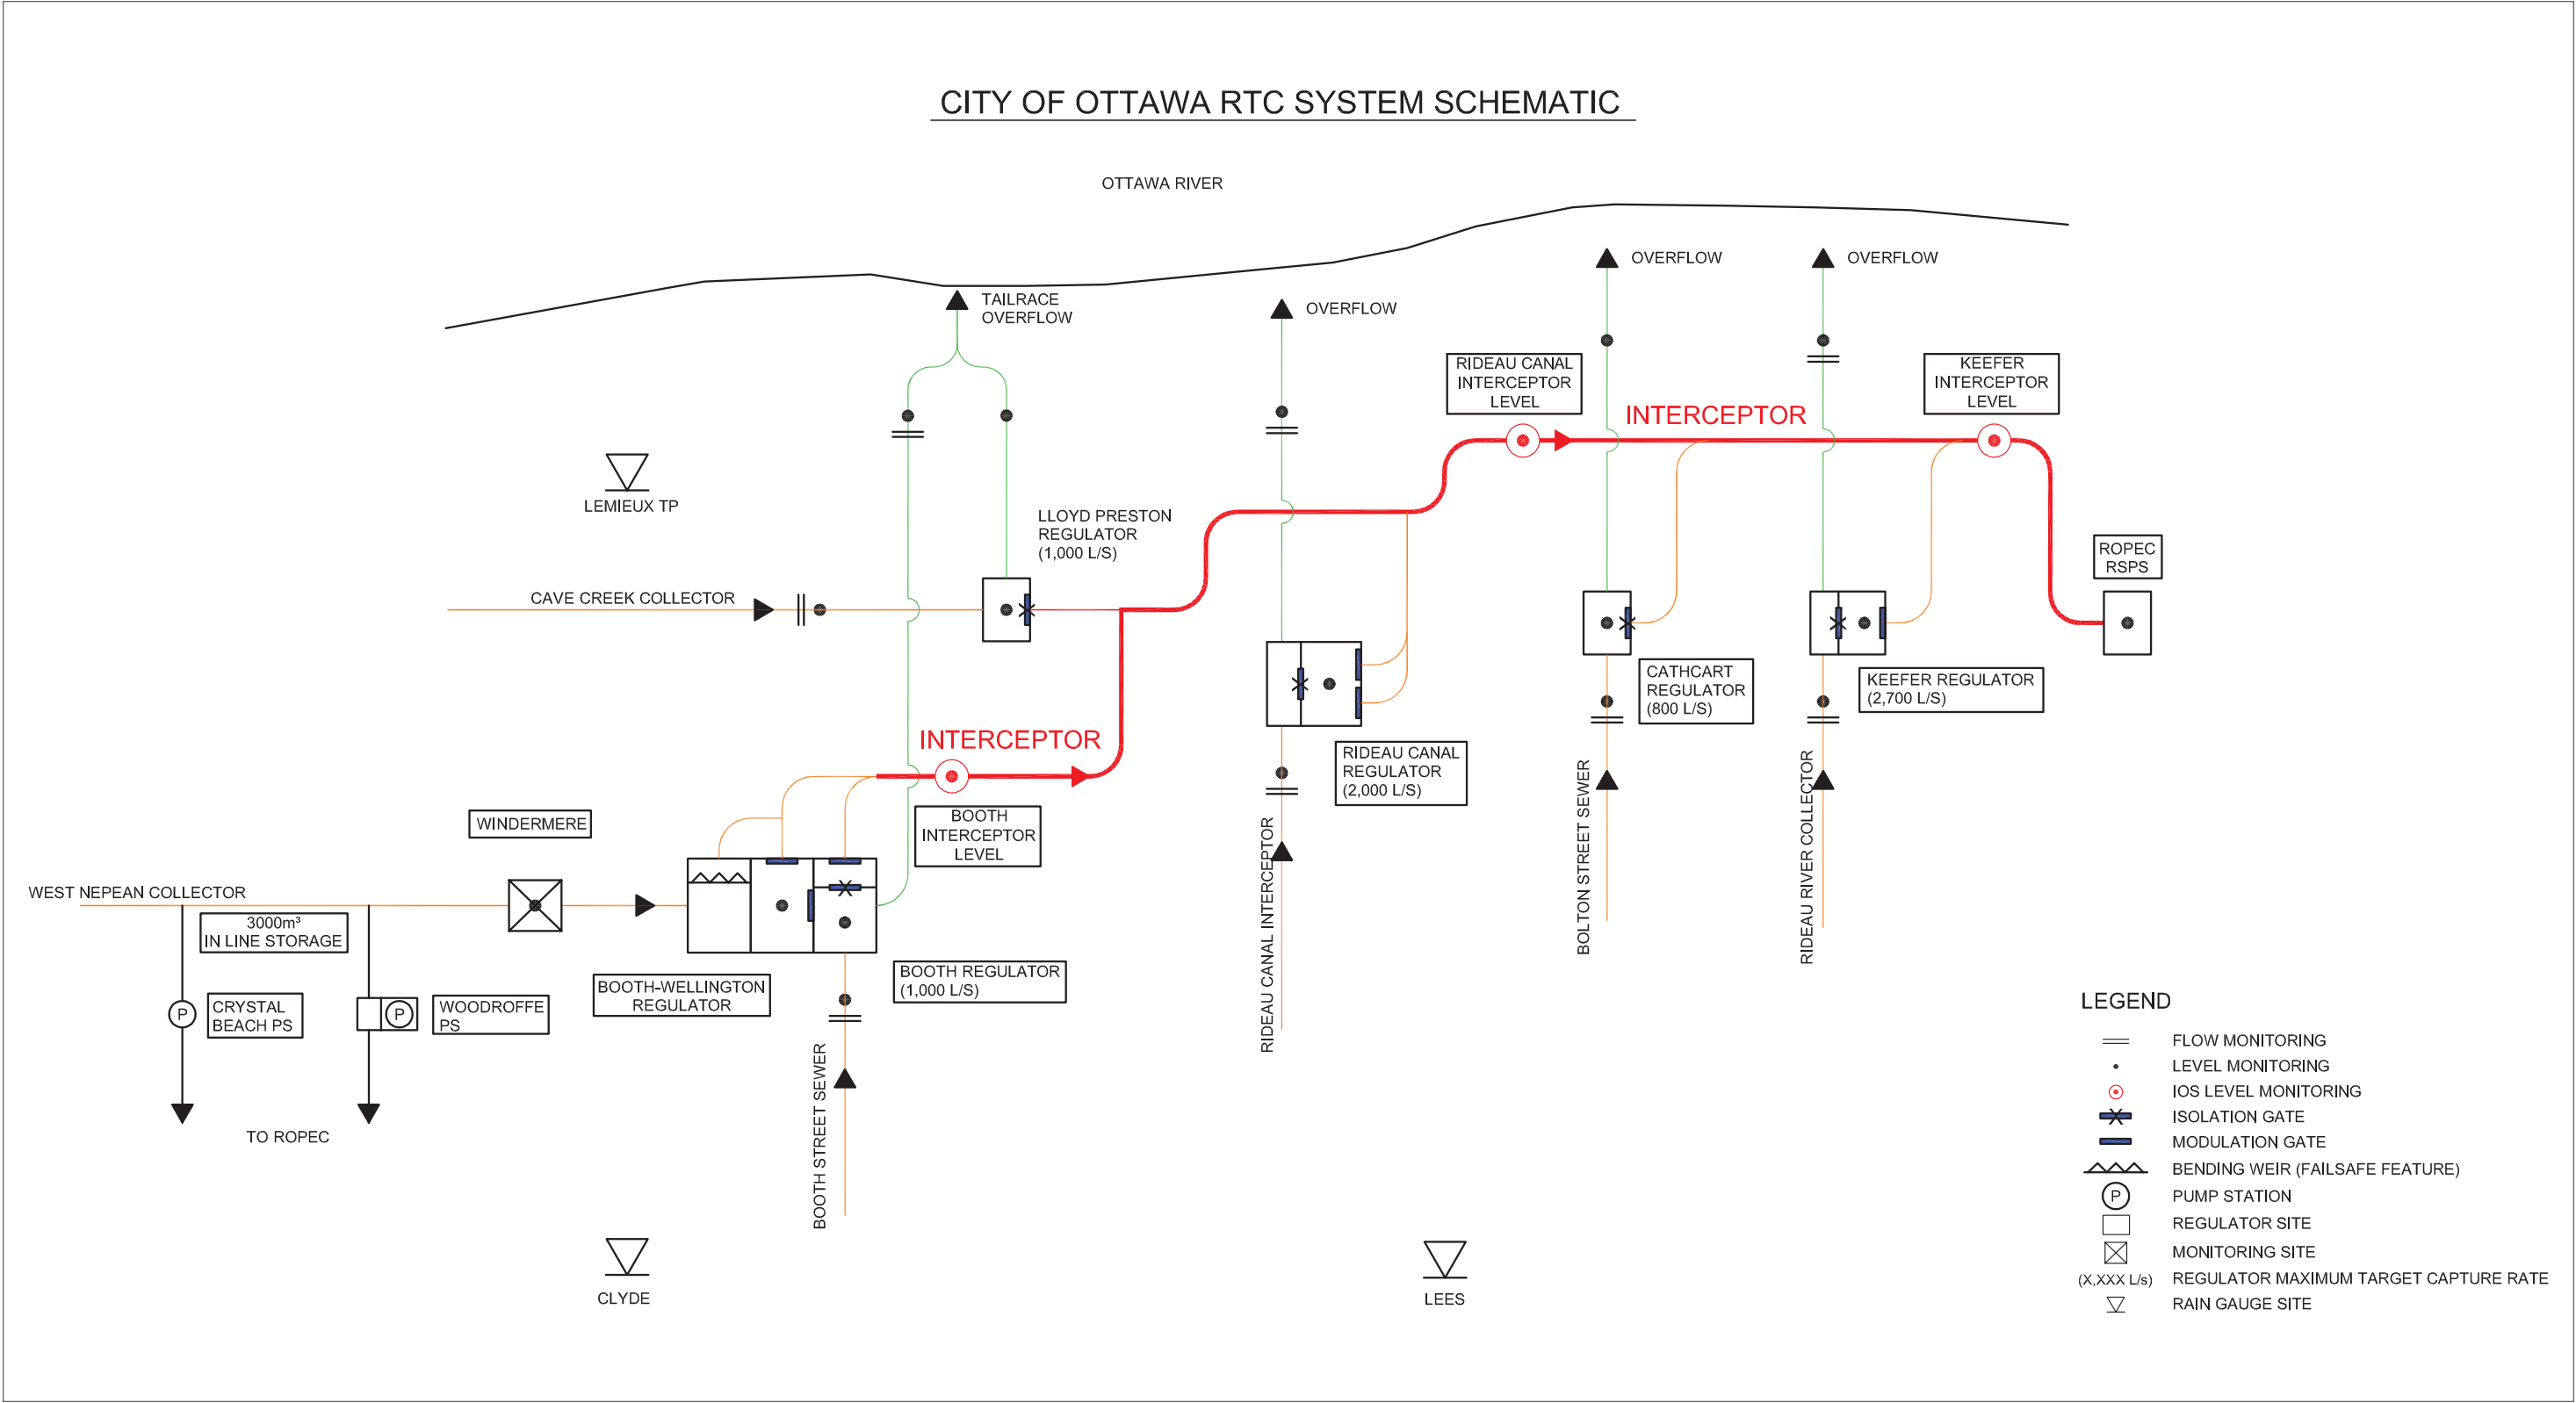 CITY OF OTTAWA RTC SYSTEM SCHEMATIC
OTTAWA RIVER
OVERFLOW
OVERFLOW
TAILRACE
OVERFLOW
OVERFLOW
RIDEAU CANAL
INTERCEPTOR
LEVEL
KEEFER
INTERCEPTOR
LEVEL
INTERCEPTOR
LEMIEUX TP
LLOYD PRESTON
REGULATOR
(1,000 L/S)
ROPEC
RSPS
CAVE CREEK COLLECTOR
CATHCART
REGULATOR
(800 L/S)
KEEFER REGULATOR
(2,700 L/S)
INTERCEPTOR
RIDEAU CANAL
REGULATOR
(2,000 L/S)
WINDERMERE
BOOTH
INTERCEPTOR
LEVEL
RIDEAU CANAL INTERCEPTOR
BOLTON STREET SEWER
RIDEAU RIVER COLLECTOR
WEST NEPEAN COLLECTOR
3000m³
IN LINE STORAGE
BOOTH-WELLINGTON
REGULATOR
BOOTH REGULATOR
(1,000 L/S)
P
CRYSTAL
BEACH PS
P
WOODROFFE
PS
BOOTH STREET SEWER
TO ROPEC
CLYDE
LEES
LEGEND
FLOW MONITORING
LEVEL MONITORING
IOS LEVEL MONITORING
ISOLATION GATE
MODULATION GATE
BENDING WEIR (FAILSAFE FEATURE)
P PUMP STATION
REGULATOR SITE
MONITORING SITE
(X,XXX L/s) REGULATOR MAXIMUM TARGET CAPTURE RATE
RAIN GAUGE SITE